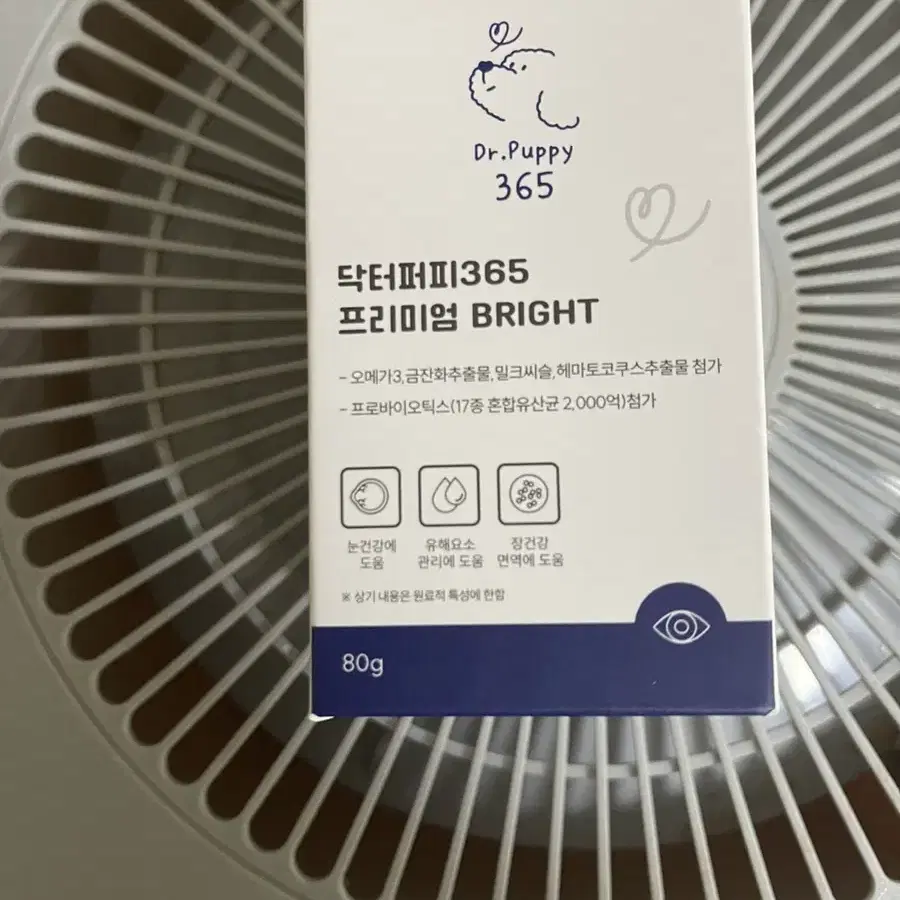 Dr.Puppy
365
닥터퍼피365
프리미엄 BRIGHT
- 오메가3,금잔화추출물,밀크씨슬,헤마토코쿠스추출물 첨가
- 프로바이오틱스(17종 혼합유산균 2,000억)첨가
눈건강에
도움
유해요소
관리에 도움
장건강
면역에 도움
※ 상기 내용은 원료적 특성에 한함
80g